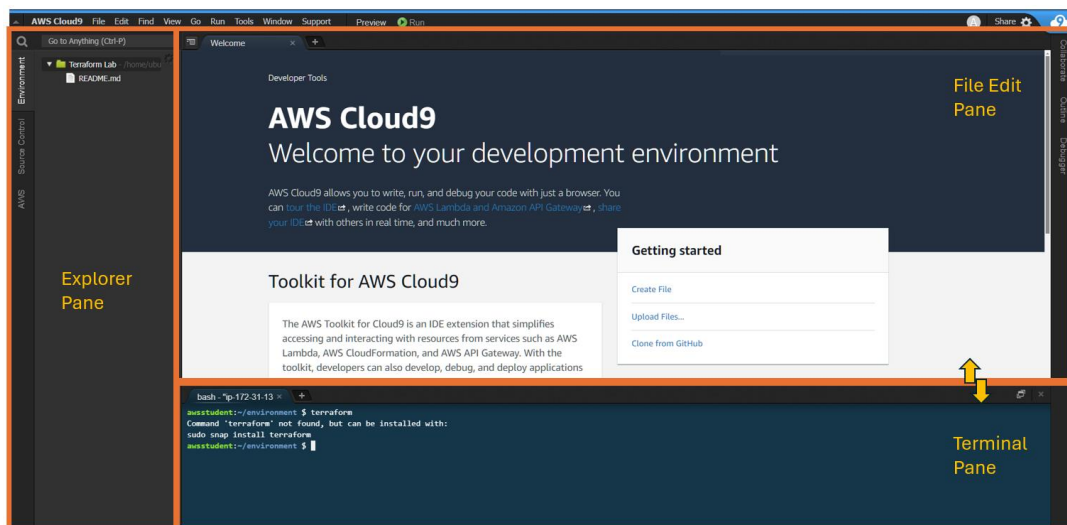 AWS Cloud9 File Edit Find View Go Run Tools Window Support Preview Run Share
Go to Anything (Ctrl-P)
Welcome × +
Environment
Source Control
AWS
Terraform Lab - /home/ubu
README.md
Explorer
Pane
Developer Tools
AWS Cloud9
Welcome to your development environment
AWS Cloud9 allows you to write, run, and debug your code with just a browser. You
can tour the IDE, write code for AWS Lambda and Amazon API Gateway, share
your IDE with others in real time, and much more.
File Edit
Pane
Getting started
Create File
Upload Files...
Clone from GitHub
Toolkit for AWS Cloud9
The AWS Toolkit for Cloud9 is an IDE extension that simplifies
accessing and interacting with resources from services such as AWS
Lambda, AWS CloudFormation, and AWS API Gateway. With the
toolkit, developers can also develop, debug, and deploy applications
Collaborate
Outline
Debugger
bash - "ip-172-31-13 × +
awsstudent:~/environment $ terraform
Command 'terraform' not found, but can be installed with:
sudo snap install terraform
awsstudent:~/environment $
Terminal
Pane